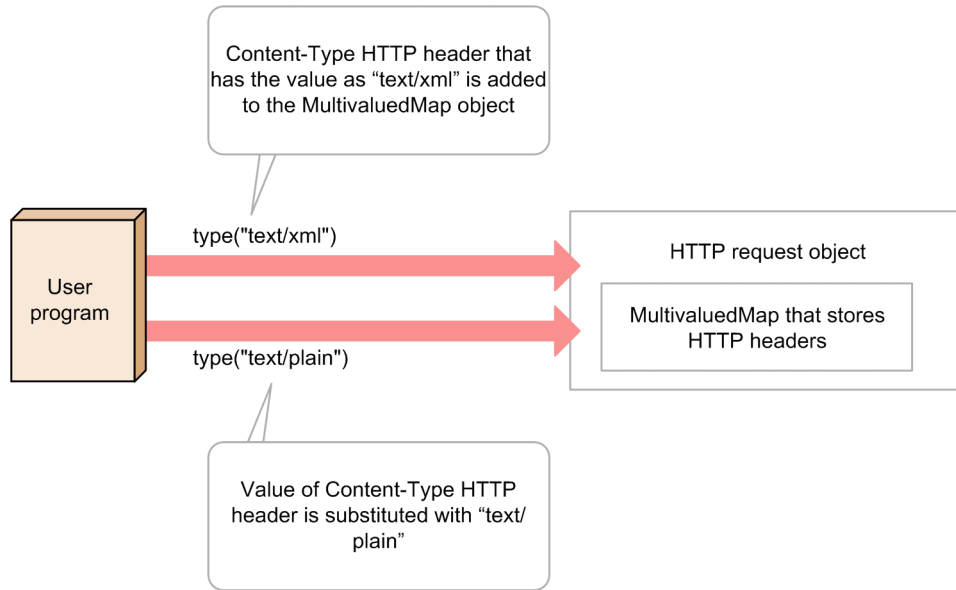 Content-Type HTTP header that
has the value as “text/xml” is added
to the MultivaluedMap object
type("text/xml")
HTTP request object
User
program
MultivaluedMap that stores
HTTP headers
type("text/plain")
Value of Content-Type HTTP
header is substituted with “text/
plain”